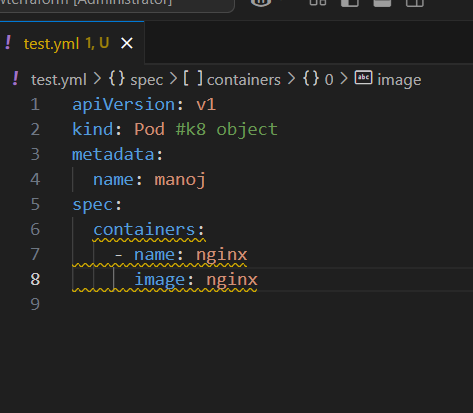 terraform [Administrator]
! test.yml 1, U
! test.yml > {} spec > [ ] containers > {} 0 > abc image
1 apiVersion: v1
2 kind: Pod #k8 object
3 metadata:
4 name: manoj
5 spec:
6 containers:
7 - name: nginx
8 image: nginx
9